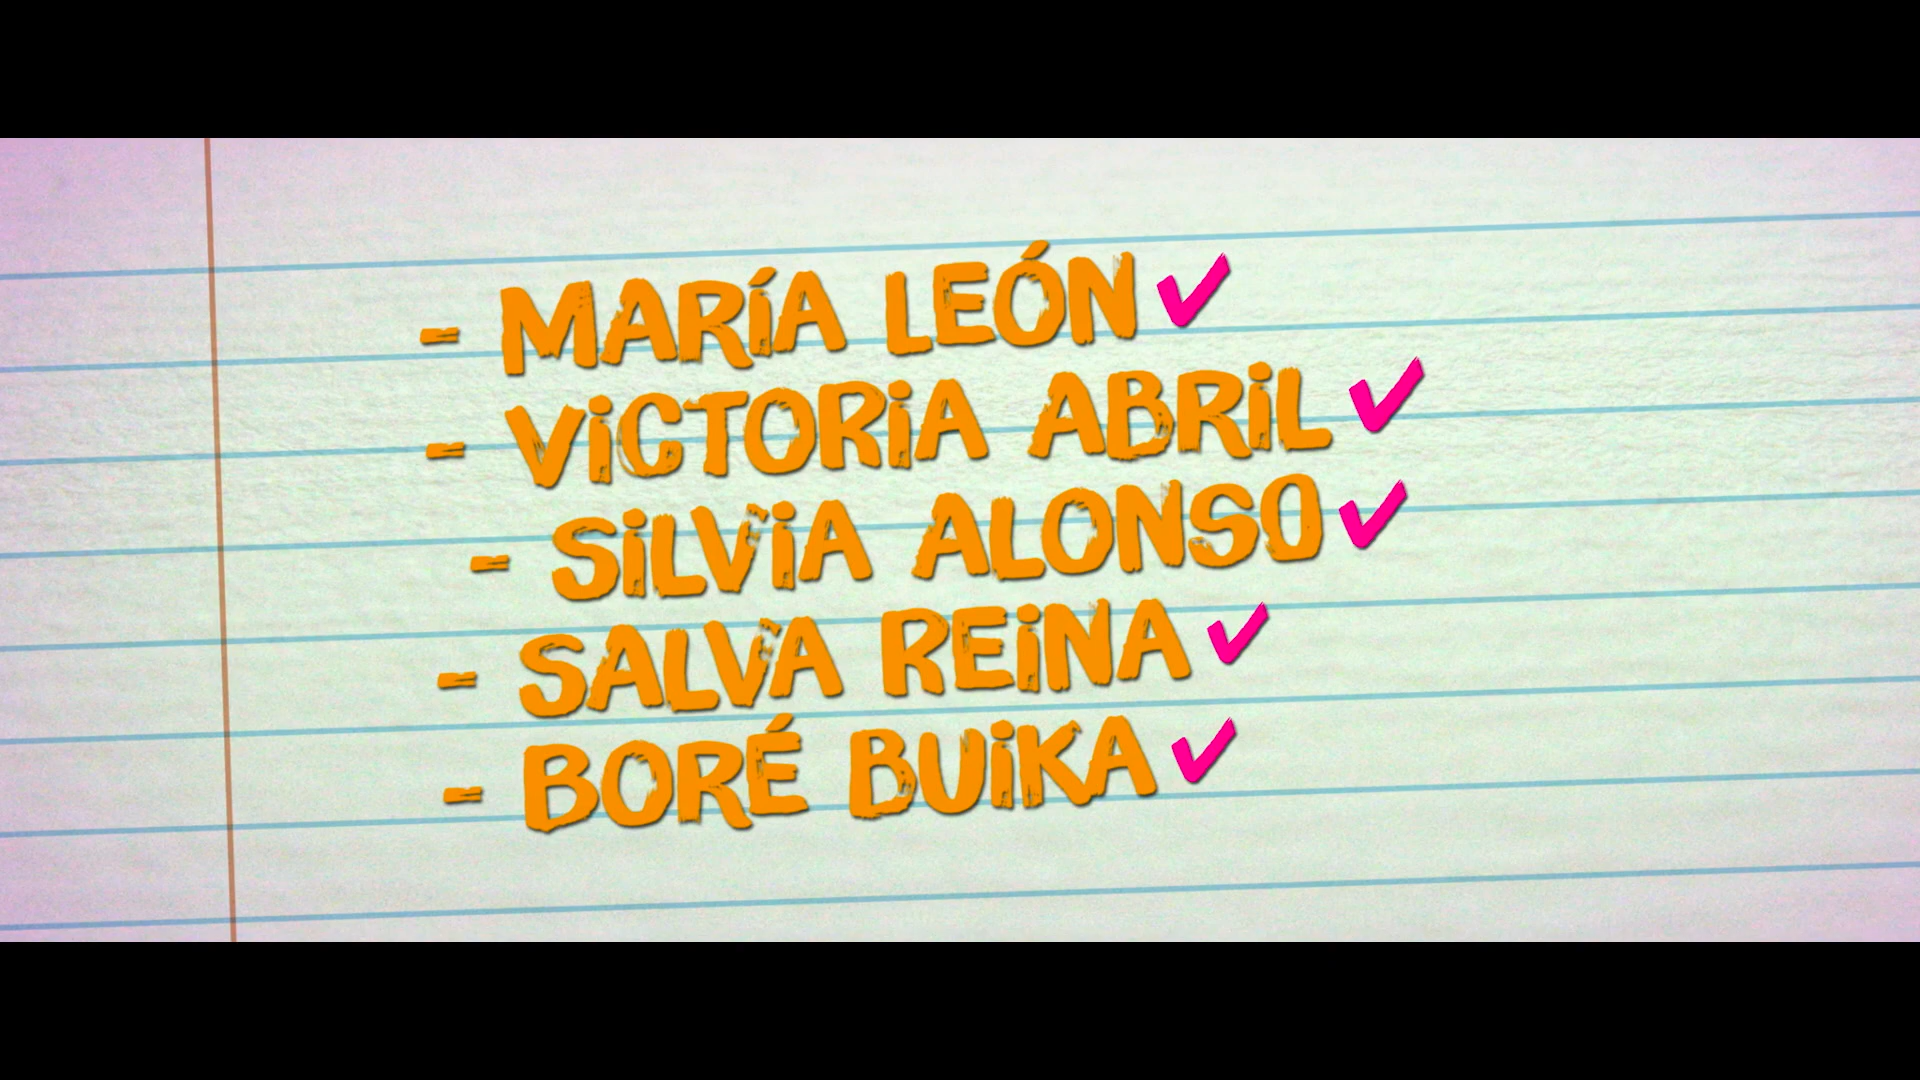 - MARÍA LEÓN ✔
- VICTORIA ABRIL ✔
- SILVIA ALONSO ✔
- SALVA REINA ✔
- BORÉ BUIKA ✔